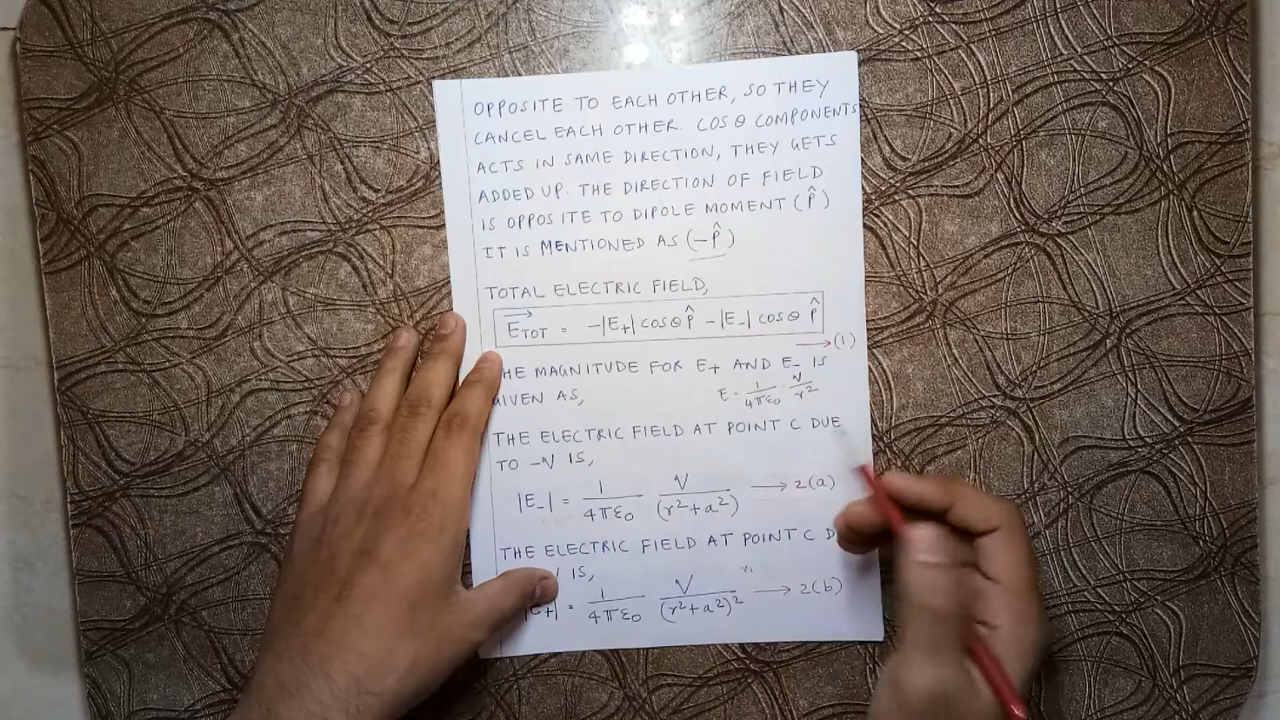 OPPOSITE TO EACH OTHER, SO THEY
CANCEL EACH OTHER. COS θ COMPONENTS
ACTS IN SAME DIRECTION, THEY GETS
ADDED UP. THE DIRECTION OF FIELD
IS OPPOSITE TO DIPOLE MOMENT (p̂)
IT IS MENTIONED AS (-p̂)
TOTAL ELECTRIC FIELD,
E⃗TOT = -|E+| cosθ p̂ - |E-| cosθ p̂
→(1)
HE MAGNITUDE FOR E+ AND E- IS
IVEN AS,
E = 1/4πε0 · q/r²
THE ELECTRIC FIELD AT POINT C DUE
TO -q IS,
|E-| = 1/4πε0 q/(r²+a²) → 2(a)
THE ELECTRIC FIELD AT POINT C D
IS,
|E+| = 1/4πε0 q/(r²+a²)² → 2(b)